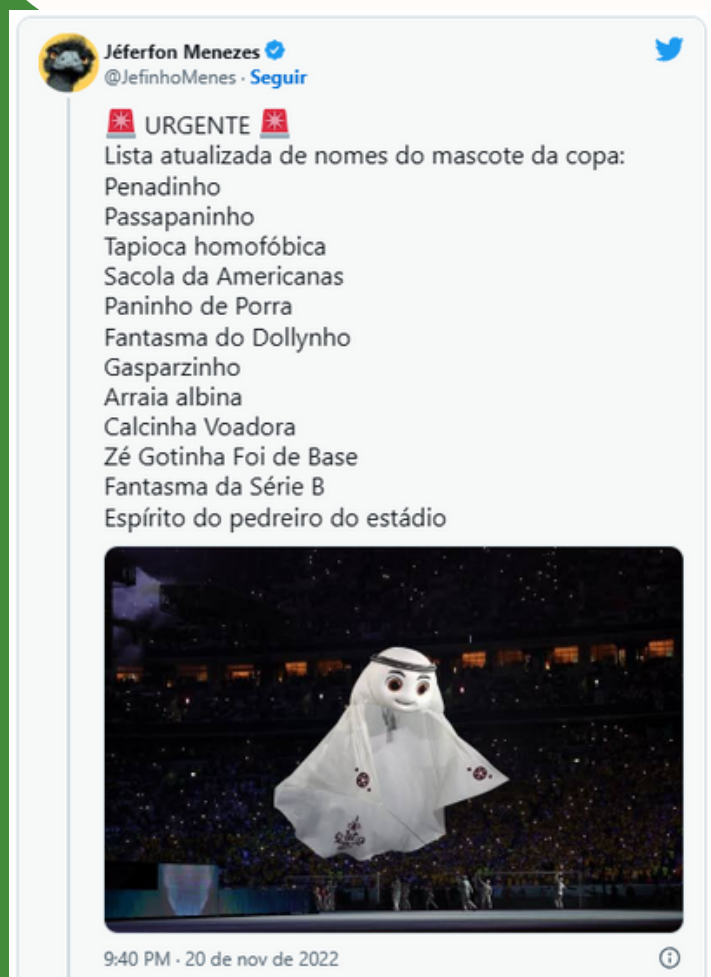 Jéferfon Menezes
@JefinhoMenes · Seguir
🚨 URGENTE 🚨
Lista atualizada de nomes do mascote da copa:
Penadinho
Passapaninho
Tapioca homofóbica
Sacola da Americanas
Paninho de Porra
Fantasma do Dollynho
Gasparzinho
Arraia albina
Calcinha Voadora
Zé Gotinha Foi de Base
Fantasma da Série B
Espírito do pedreiro do estádio
9:40 PM · 20 de nov de 2022